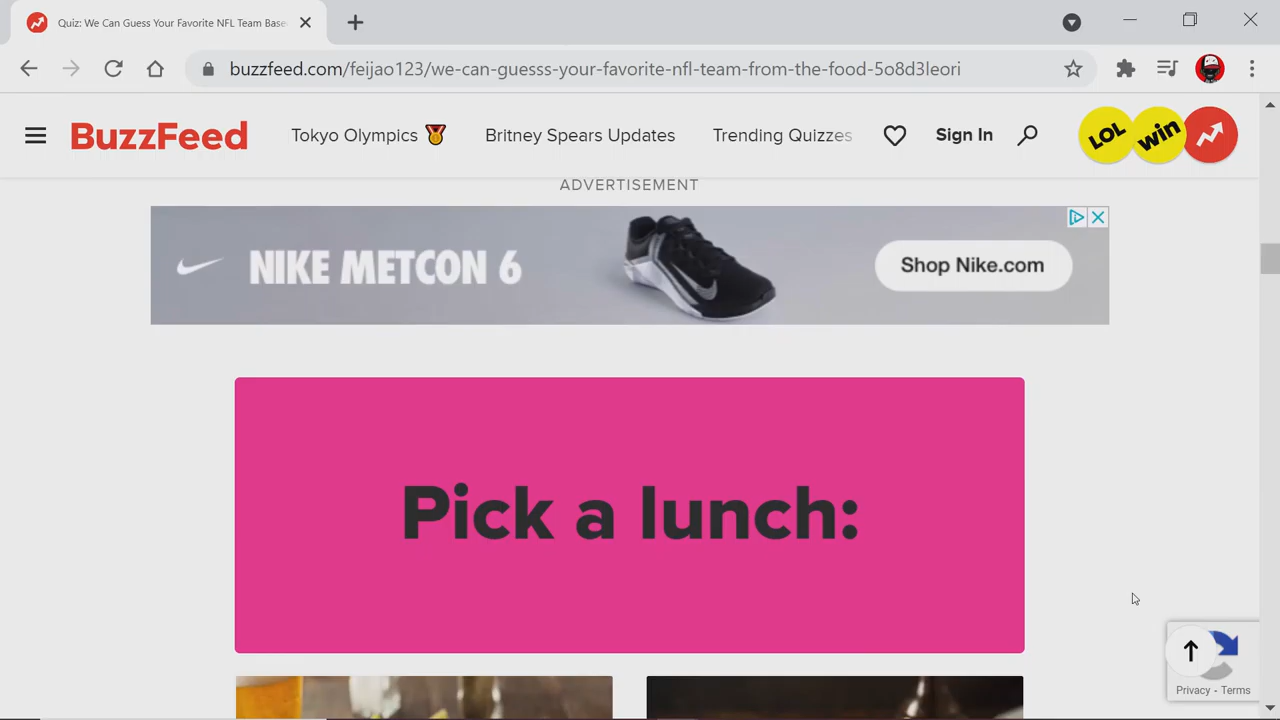 Quiz: We Can Guess Your Favorite NFL Team Base
buzzfeed.com/feijao123/we-can-guesss-your-favorite-nfl-team-from-the-food-5o8d3leori
BuzzFeed Tokyo Olympics Britney Spears Updates Trending Quizzes Sign In LOL win
ADVERTISEMENT
NIKE METCON 6 Shop Nike.com
Pick a lunch:
Privacy - Terms